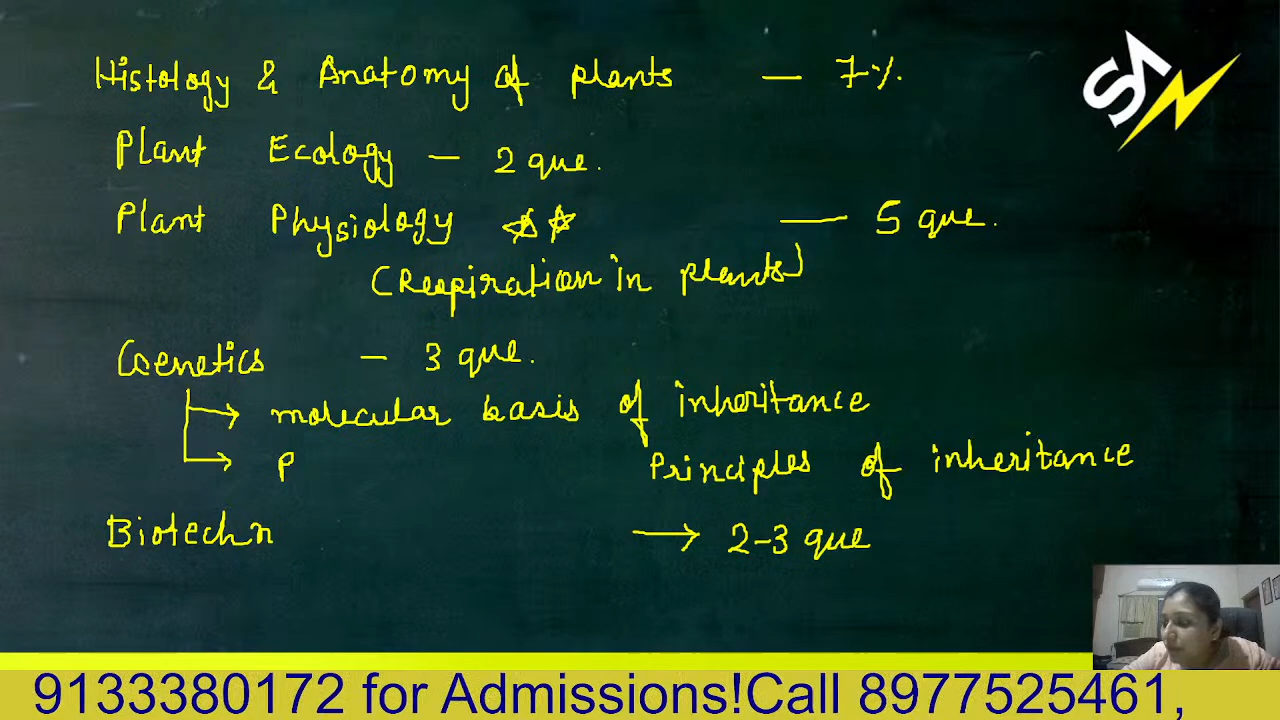 Histology & Anatomy of plants — 7%
Plant Ecology — 2 que.
Plant Physiology ☆☆ — 5 que.
(Respiration in plants)
Genetics — 3 que.
→ molecular basis of inheritance
→ P Principles of inheritance
Biotechn → 2-3 que
SAN
9133380172 for Admissions!Call 8977525461,